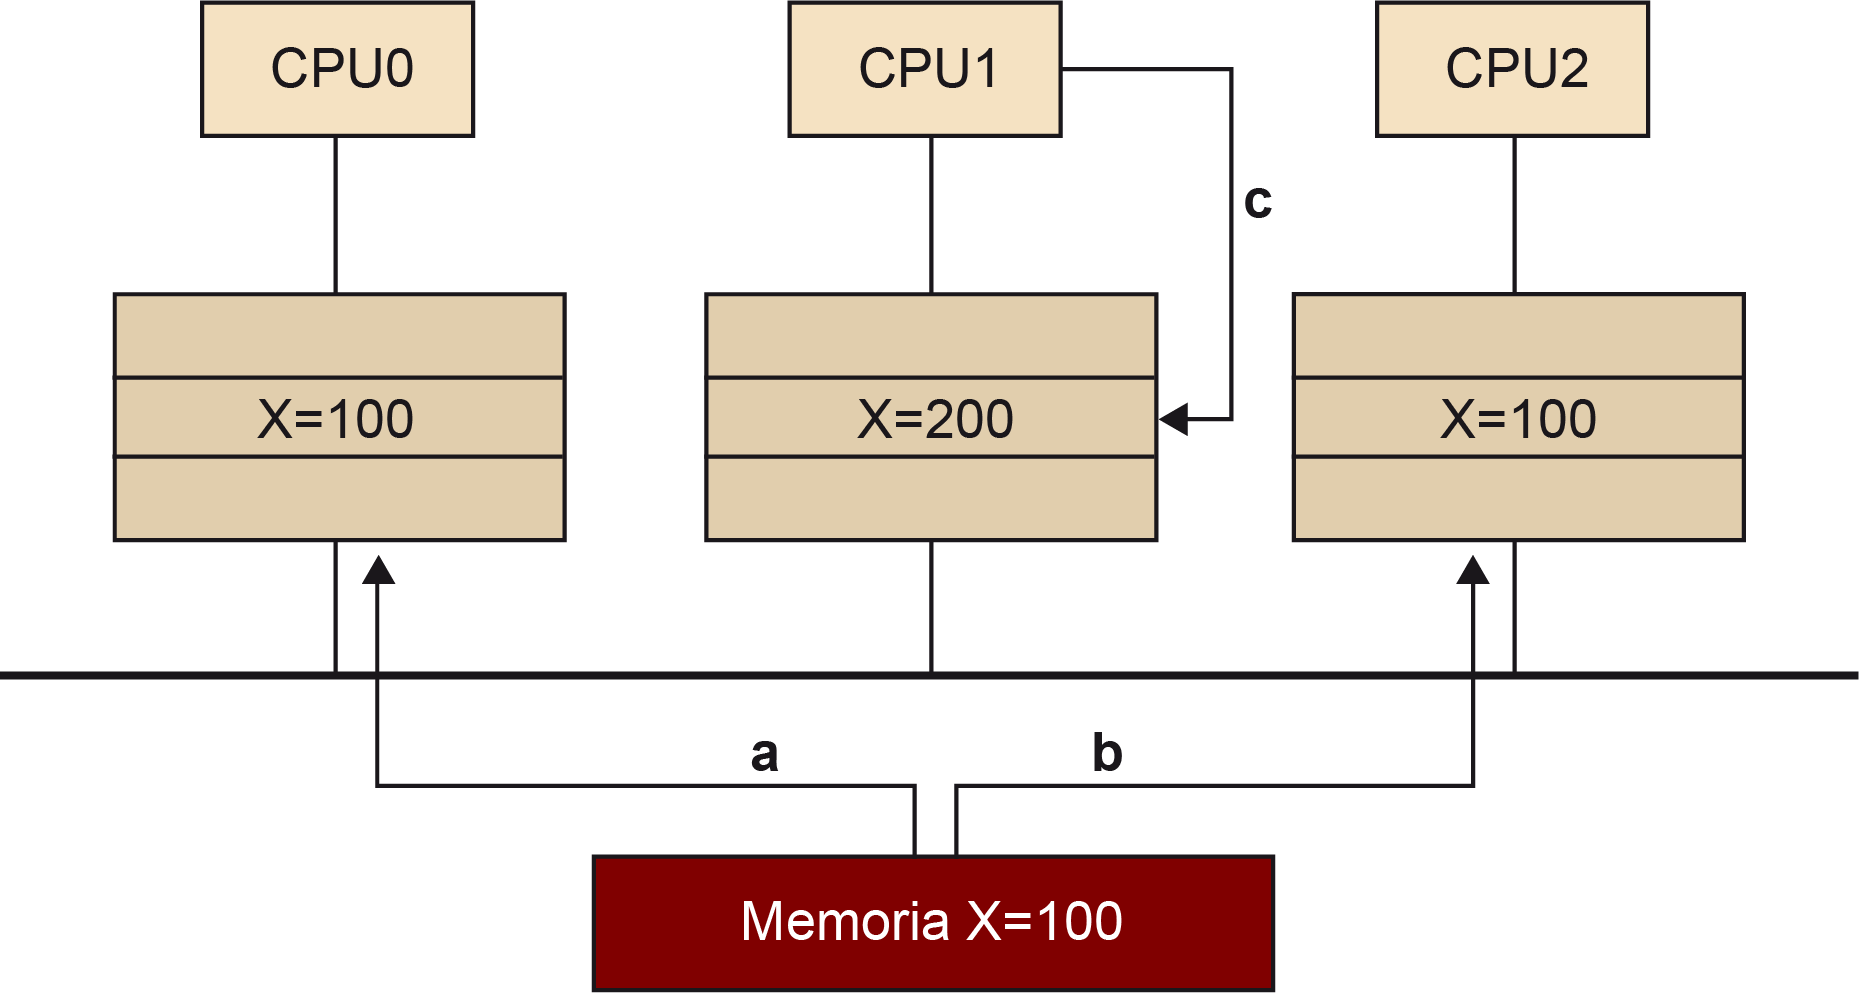 CPU0
CPU1
CPU2
c
X=100
X=200
X=100
a
b
Memoria X=100